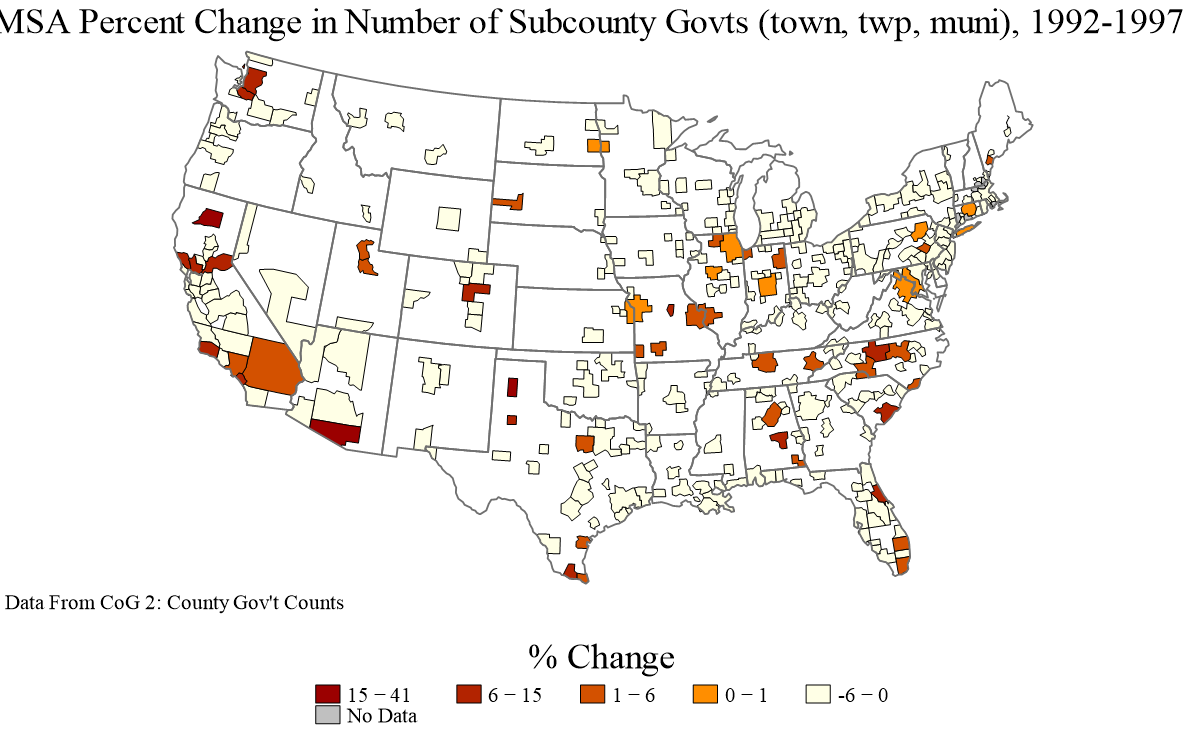 MSA Percent Change in Number of Subcounty Govts (town, twp, muni), 1992-1997
Data From CoG 2: County Gov't Counts
% Change
15 − 41 6 − 15 1 − 6 0 − 1 -6 − 0
No Data